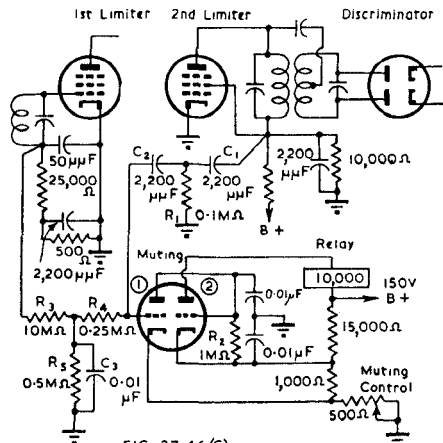 1st Limiter
2nd Limiter
Discriminator
50μμF
25,000
Ω
500
Ω
2,200μμF
C₂
C₁
2,200
μμF
2,200
μμF
R₁
0·1MΩ
2,200
μμF
10,000Ω
B +
Relay
10,000
150V
B+
Muting
①
②
R₃
10MΩ
R₄
0·25MΩ
R₂
1MΩ
0·01μF
0·01μF
15,000Ω
1,000Ω
Muting
Control
500Ω
R₅
0·5MΩ
C₃
0·01
μF